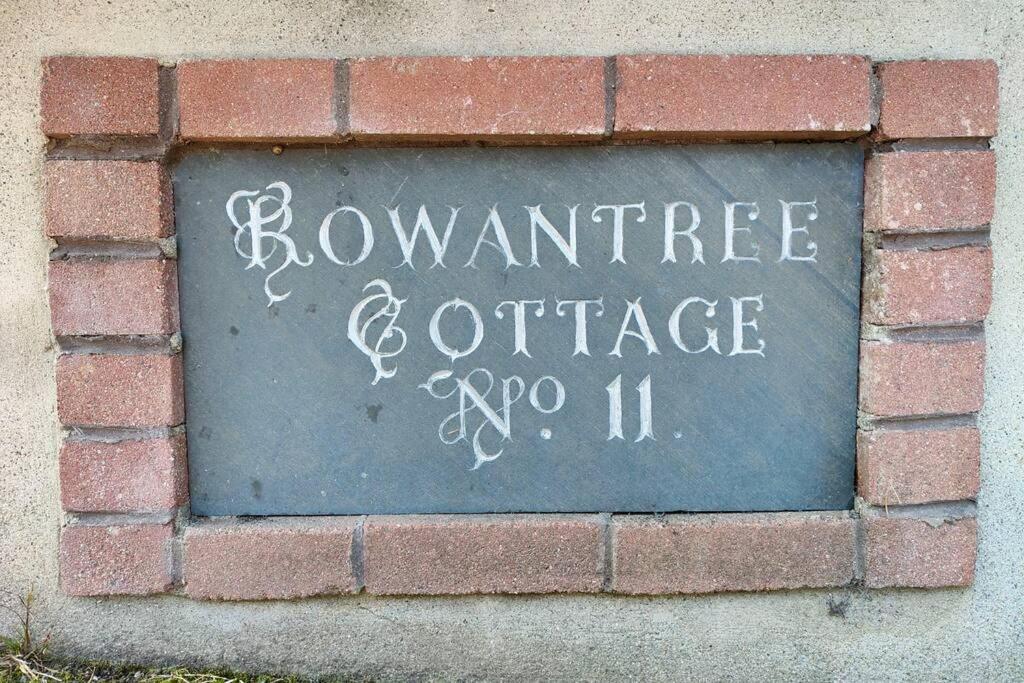 Rowantree
Cottage
No. 11.